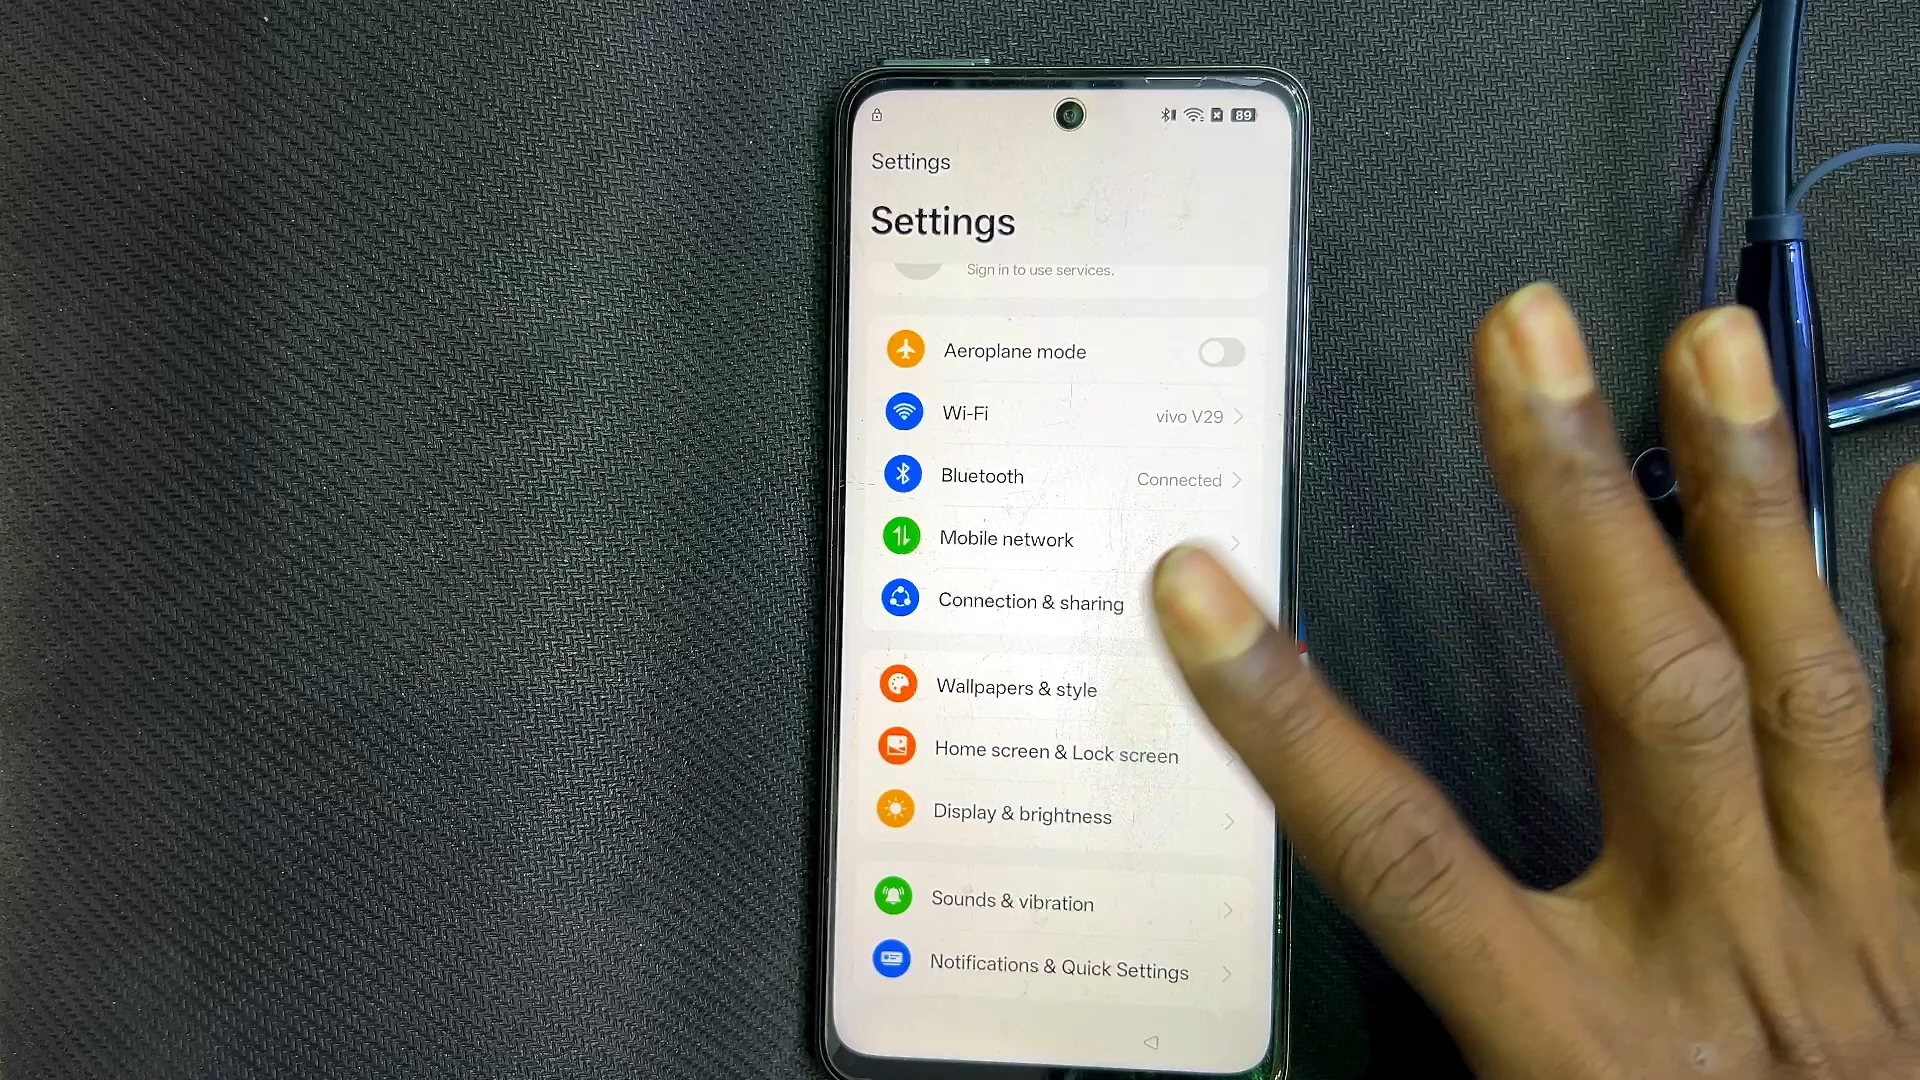 89
Settings
Settings
Sign in to use services.
Aeroplane mode
Wi-Fi vivo V29
Bluetooth Connected
Mobile network
Connection & sharing
Wallpapers & style
Home screen & Lock screen
Display & brightness
Sounds & vibration
Notifications & Quick Settings